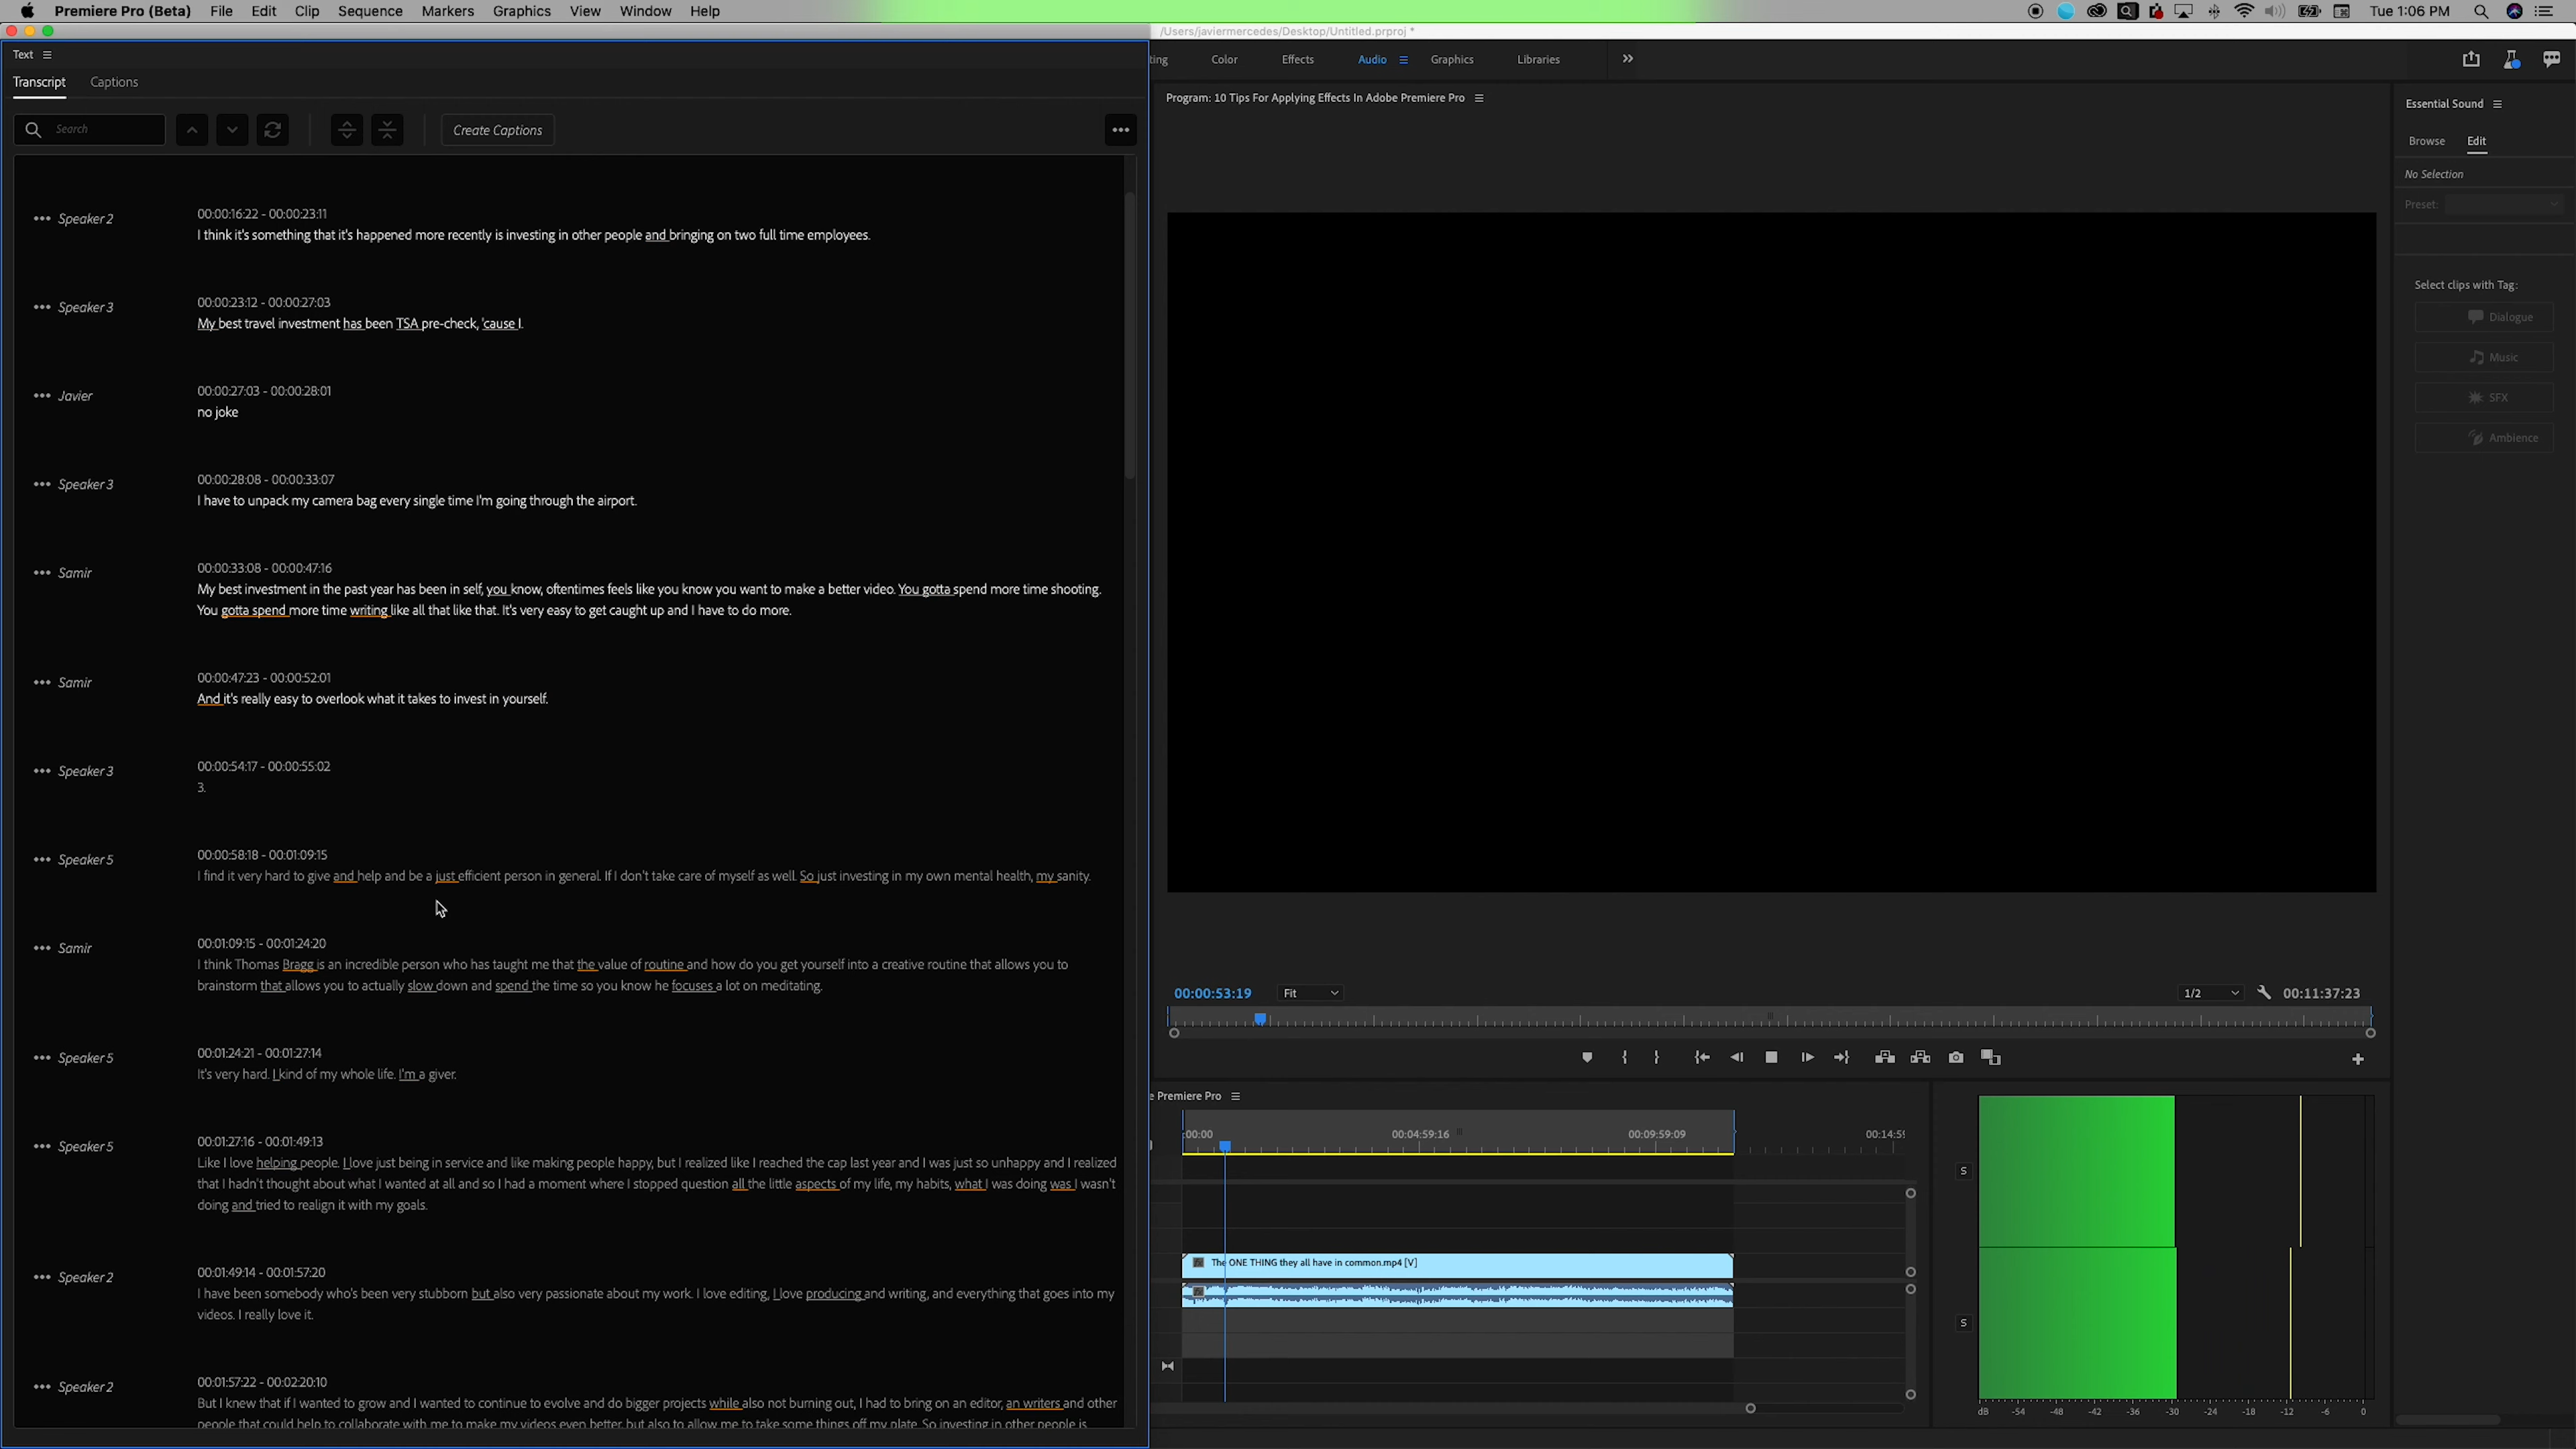 Premiere Pro (Beta) File Edit Clip Sequence Markers Graphics View Window Help Tue 1:06 PM
/Users/javiermercedes/Desktop/Untitled.prproj *
Text
Transcript Captions
Search Create Captions
Speaker 2 00:00:16:22 - 00:00:23:11
I think it's something that it's happened more recently is investing in other people and bringing on two full time employees.
Speaker 3 00:00:23:12 - 00:00:27:03
My best travel investment has been TSA pre-check, 'cause I.
Javier 00:00:27:03 - 00:00:28:01
no joke
Speaker 3 00:00:28:08 - 00:00:33:07
I have to unpack my camera bag every single time I'm going through the airport.
Samir 00:00:33:08 - 00:00:47:16
My best investment in the past year has been in self, you know, oftentimes feels like you know you want to make a better video. You gotta spend more time shooting.
You gotta spend more time writing like all that like that. It's very easy to get caught up and I have to do more.
Samir 00:00:47:23 - 00:00:52:01
And it's really easy to overlook what it takes to invest in yourself.
Speaker 3 00:00:54:17 - 00:00:55:02
3.
Speaker 5 00:00:58:18 - 00:01:09:15
I find it very hard to give and help and be a just efficient person in general. If I don't take care of myself as well. So just investing in my own mental health, my sanity.
Samir 00:01:09:15 - 00:01:24:20
I think Thomas Bragg is an incredible person who has taught me that the value of routine and how do you get yourself into a creative routine that allows you to
brainstorm that allows you to actually slow down and spend the time so you know he focuses a lot on meditating.
Speaker 5 00:01:24:21 - 00:01:27:14
It's very hard. I kind of my whole life. I'm a giver.
Speaker 5 00:01:27:16 - 00:01:49:13
Like I love helping people. I love just being in service and like making people happy, but I realized like I reached the cap last year and I was just so unhappy and I realized
that I hadn't thought about what I wanted at all and so I had a moment where I stopped question all the little aspects of my life, my habits, what I was doing was I wasn't
doing and tried to realign it with my goals.
Speaker 2 00:01:49:14 - 00:01:57:20
I have been somebody who's been very stubborn but also very passionate about my work. I love editing, I love producing and writing, and everything that goes into my
videos. I really love it.
Speaker 2 00:01:57:22 - 00:02:20:10
But I knew that if I wanted to grow and I wanted to continue to evolve and do bigger projects while also not burning out, I had to bring on an editor, an writers and other
people that could help to collaborate with me to make my videos even better, but also to allow me to take some things off my plate. So investing in other people is
ting Color Effects Audio Graphics Libraries
Program: 10 Tips For Applying Effects In Adobe Premiere Pro
00:00:53:19 Fit 1/2 00:11:37:23
e Premiere Pro
:00:00 00:04:59:16 00:09:59:09 00:14:59
The ONE THING they all have in common.mp4 [V]
fx
fx
S
S
dB -54 -48 -42 -36 -30 -24 -18 -12 -6 0
Essential Sound
Browse Edit
No Selection
Preset:
Select clips with Tag:
Dialogue
Music
SFX
Ambience